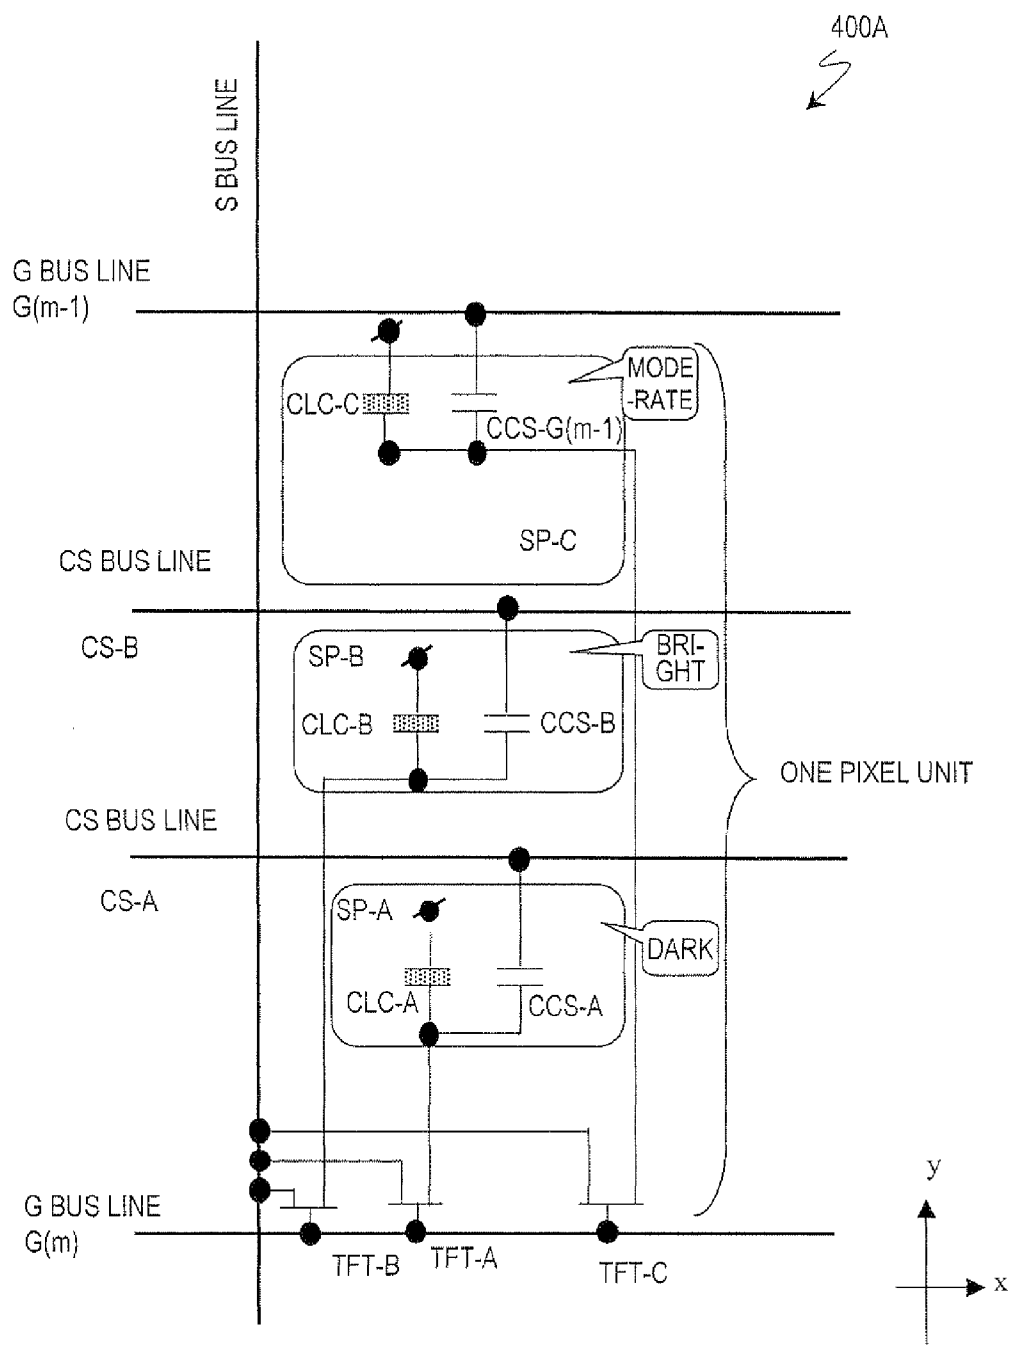 400A
S BUS LINE
G BUS LINE
G(m-1)
MODE
-RATE
CLC-C
CCS-G(m-1)
SP-C
CS BUS LINE
CS-B
SP-B
BRI-
GHT
CLC-B
CCS-B
ONE PIXEL UNIT
CS BUS LINE
CS-A
SP-A
DARK
CLC-A
CCS-A
y
G BUS LINE
G(m)
TFT-B
TFT-A
TFT-C
x